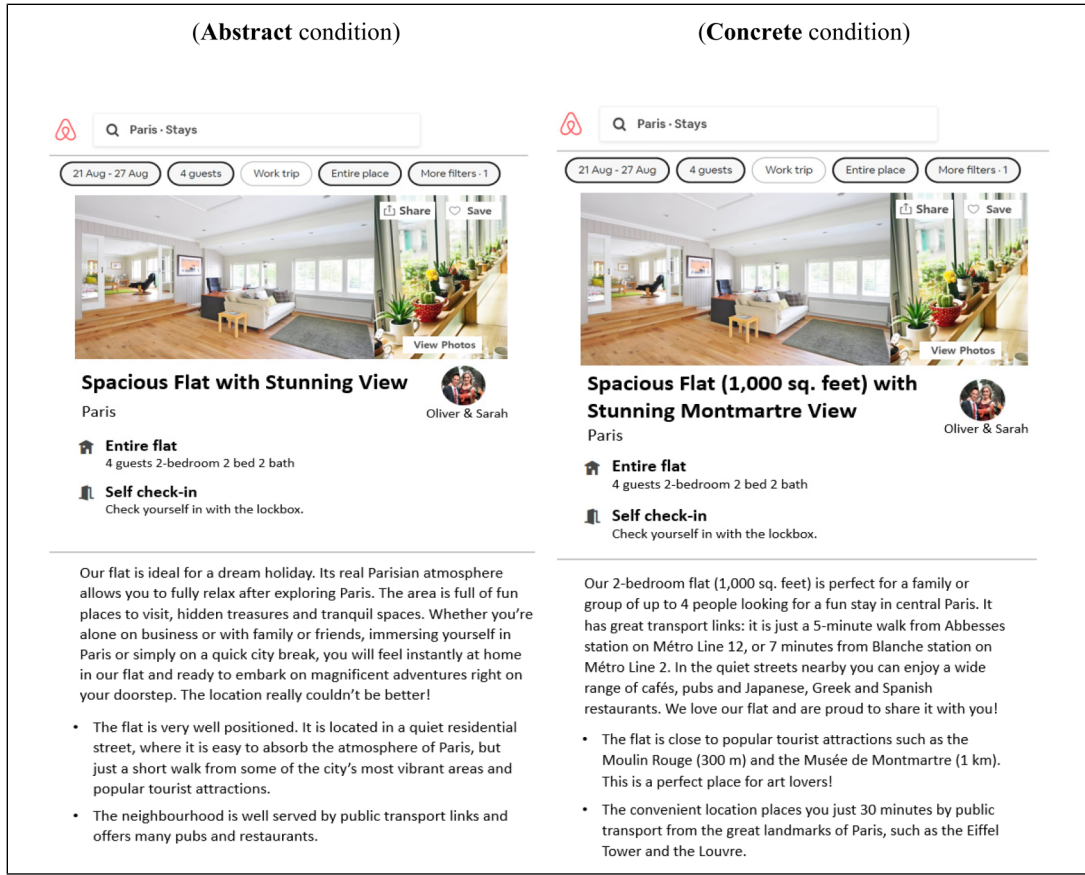 (Abstract condition)
Paris · Stays
21 Aug - 27 Aug
4 guests
Work trip
Entire place
More filters · 1
Share
Save
View Photos
Spacious Flat with Stunning View
Paris
Oliver & Sarah
Entire flat
4 guests 2-bedroom 2 bed 2 bath
Self check-in
Check yourself in with the lockbox.
Our flat is ideal for a dream holiday. Its real Parisian atmosphere
allows you to fully relax after exploring Paris. The area is full of fun
places to visit, hidden treasures and tranquil spaces. Whether you're
alone on business or with family or friends, immersing yourself in
Paris or simply on a quick city break, you will feel instantly at home
in our flat and ready to embark on magnificent adventures right on
your doorstep. The location really couldn't be better!
• The flat is very well positioned. It is located in a quiet residential
street, where it is easy to absorb the atmosphere of Paris, but
just a short walk from some of the city's most vibrant areas and
popular tourist attractions.
• The neighbourhood is well served by public transport links and
offers many pubs and restaurants.
(Concrete condition)
Paris · Stays
21 Aug - 27 Aug
4 guests
Work trip
Entire place
More filters · 1
Share
Save
View Photos
Spacious Flat (1,000 sq. feet) with
Stunning Montmartre View
Paris
Oliver & Sarah
Entire flat
4 guests 2-bedroom 2 bed 2 bath
Self check-in
Check yourself in with the lockbox.
Our 2-bedroom flat (1,000 sq. feet) is perfect for a family or
group of up to 4 people looking for a fun stay in central Paris. It
has great transport links: it is just a 5-minute walk from Abbesses
station on Métro Line 12, or 7 minutes from Blanche station on
Métro Line 2. In the quiet streets nearby you can enjoy a wide
range of cafés, pubs and Japanese, Greek and Spanish
restaurants. We love our flat and are proud to share it with you!
• The flat is close to popular tourist attractions such as the
Moulin Rouge (300 m) and the Musée de Montmartre (1 km).
This is a perfect place for art lovers!
• The convenient location places you just 30 minutes by public
transport from the great landmarks of Paris, such as the Eiffel
Tower and the Louvre.